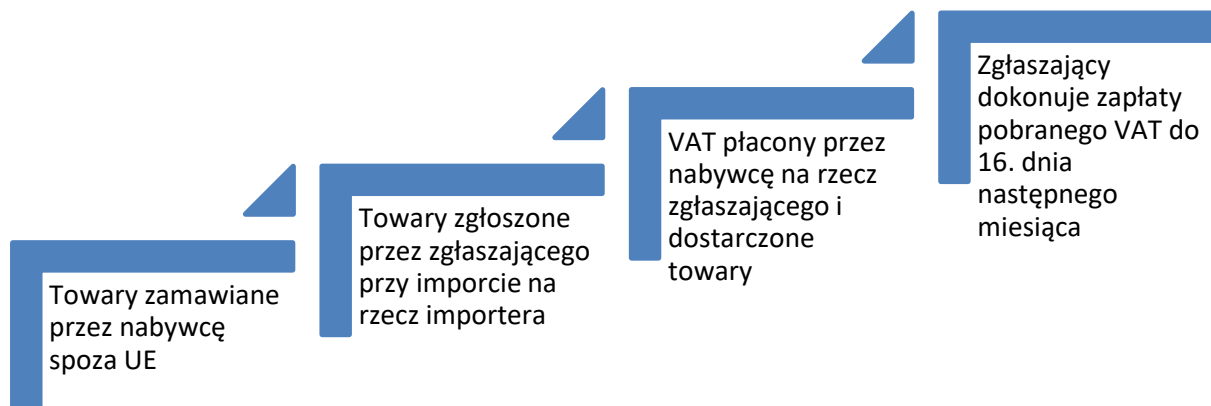 Towary zamawiane
przez nabywcę
spoza UE
Towary zgłoszone
przez zgłaszającego
przy imporcie na
rzecz importera
VAT płacony przez
nabywcę na rzecz
zgłaszającego i
dostarczone
towary
Zgłaszający
dokonuje zapłaty
pobranego VAT do
16. dnia
następnego
miesiąca